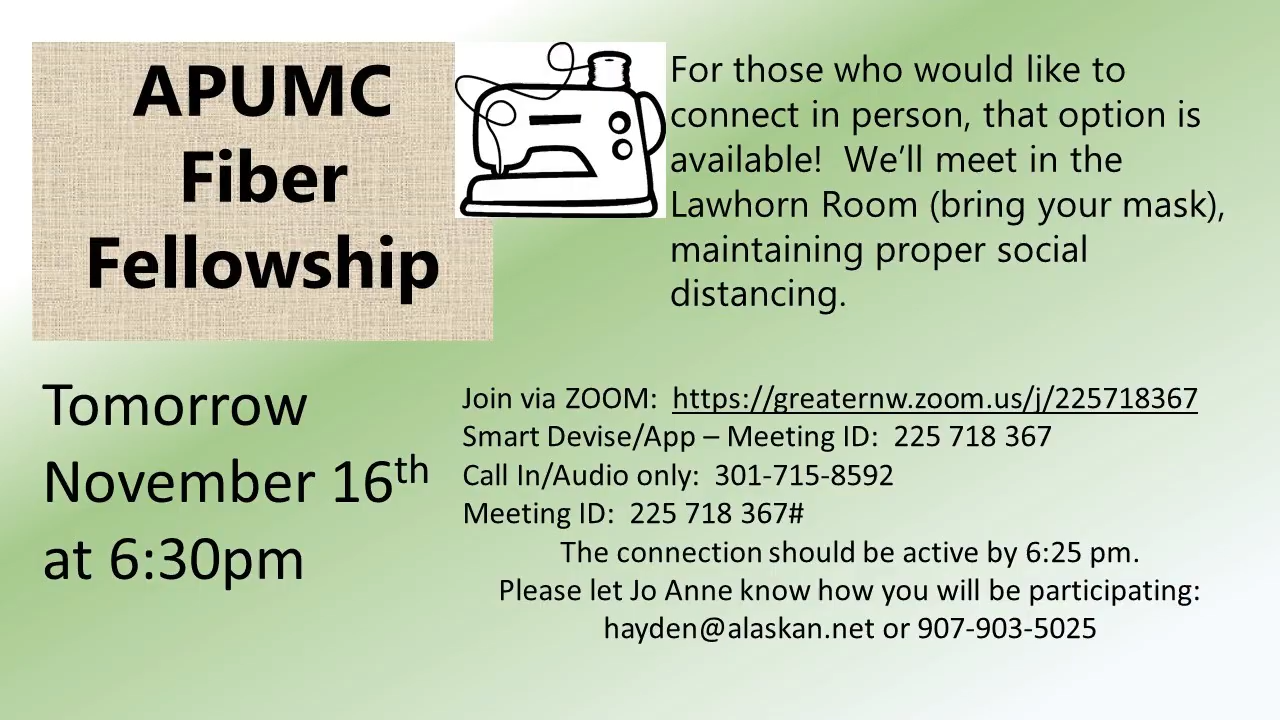 APUMC
Fiber
Fellowship
For those who would like to
connect in person, that option is
available!  We'll meet in the
Lawhorn Room (bring your mask),
maintaining proper social
distancing.
Tomorrow
November 16th
at 6:30pm
Join via ZOOM:  https://greaternw.zoom.us/j/225718367
Smart Devise/App – Meeting ID:  225 718 367
Call In/Audio only:  301-715-8592
Meeting ID:  225 718 367#
The connection should be active by 6:25 pm.
Please let Jo Anne know how you will be participating:
hayden@alaskan.net or 907-903-5025